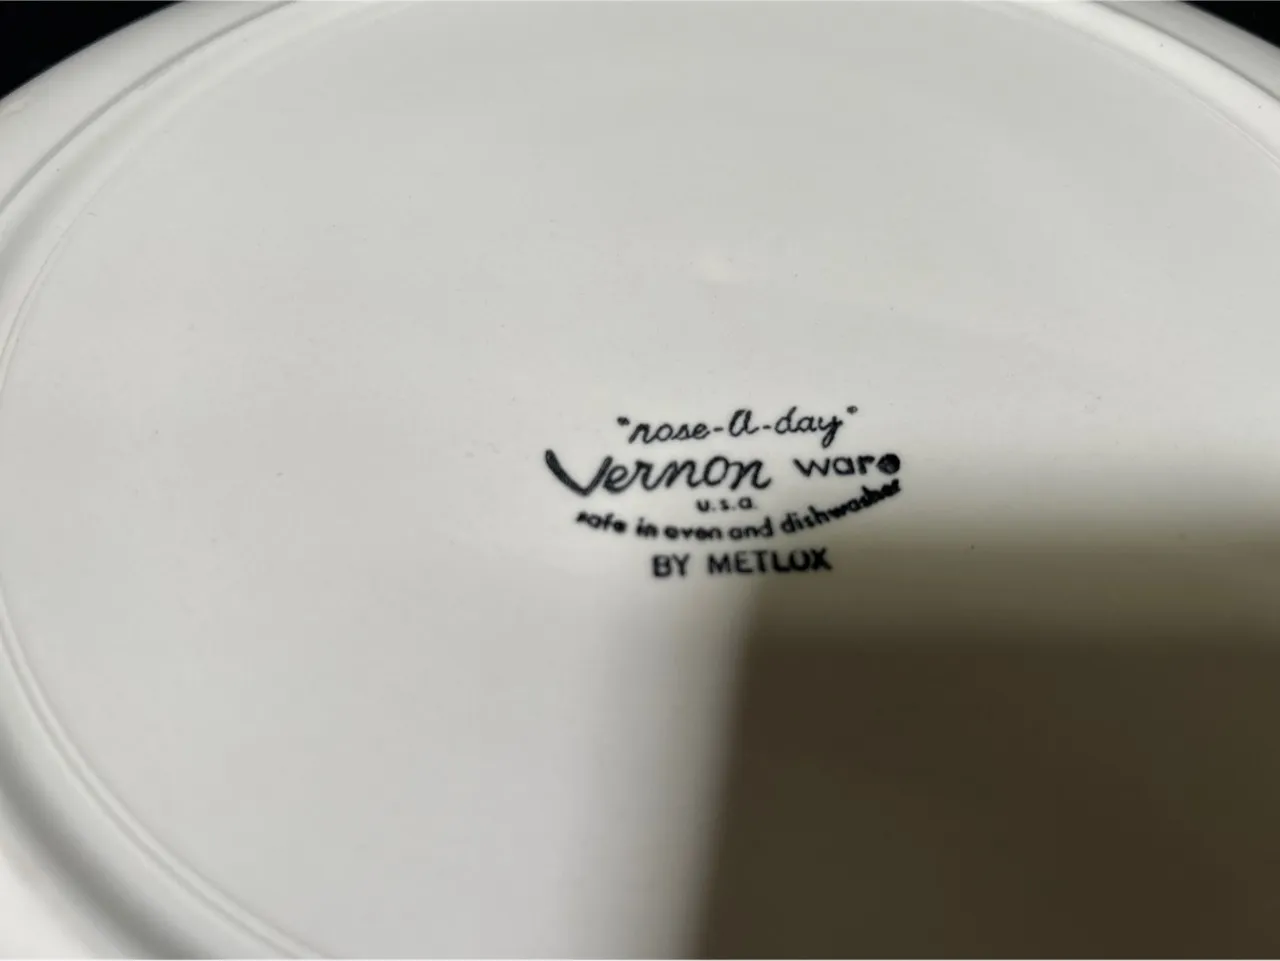 "rose-A-day"
Vernon ware
u.s.a.
safe in oven and dishwasher
BY METLOX